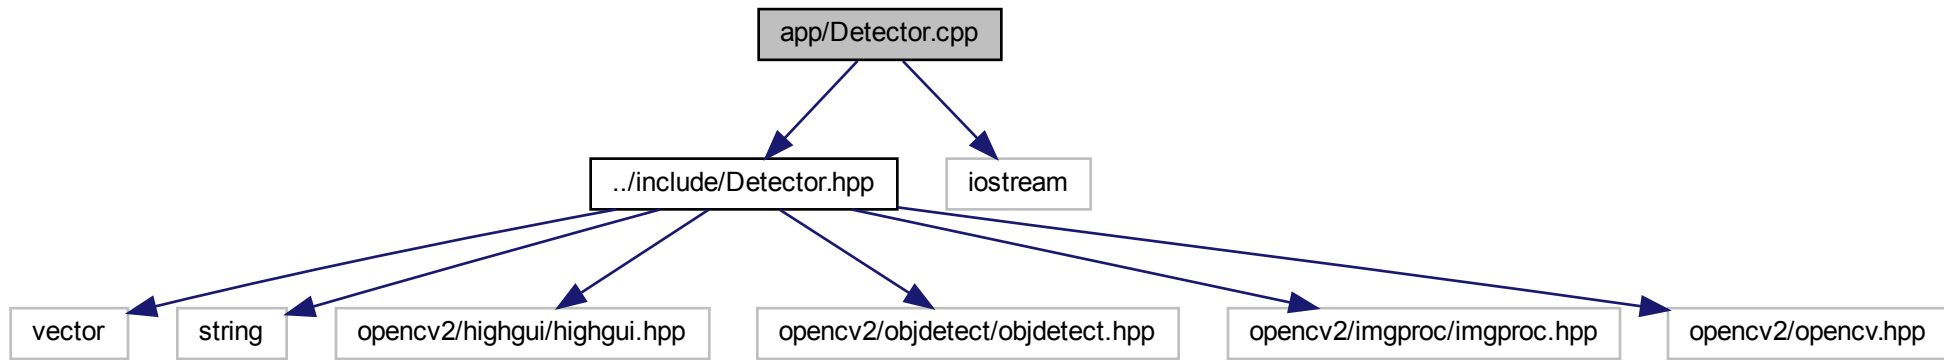 app/Detector.cpp
../include/Detector.hpp
iostream
vector
string
opencv2/highgui/highgui.hpp
opencv2/objdetect/objdetect.hpp
opencv2/imgproc/imgproc.hpp
opencv2/opencv.hpp